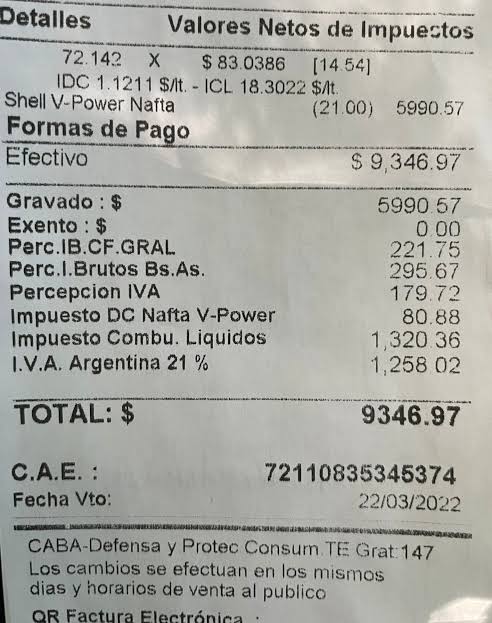 Detalles Valores Netos de Impuestos
72.142 X $ 83.0386 [14.54]
IDC 1.1211 $/lt. - ICL 18.3022 $/lt.
Shell V-Power Nafta (21.00) 5990.57
Formas de Pago
Efectivo $ 9,346.97
Gravado : $ 5990.57
Exento : $ 0.00
Perc.IB.CF.GRAL 221.75
Perc.I.Brutos Bs.As. 295.67
Percepcion IVA 179.72
Impuesto DC Nafta V-Power 80.88
Impuesto Combu. Liquidos 1,320.36
I.V.A. Argentina 21 % 1,258.02
TOTAL: $ 9346.97
C.A.E. : 72110835345374
Fecha Vto: 22/03/2022
CABA-Defensa y Protec Consum.TE Grat:147
Los cambios se efectuan en los mismos
dias y horarios de venta al publico
QR Factura Electrónica :